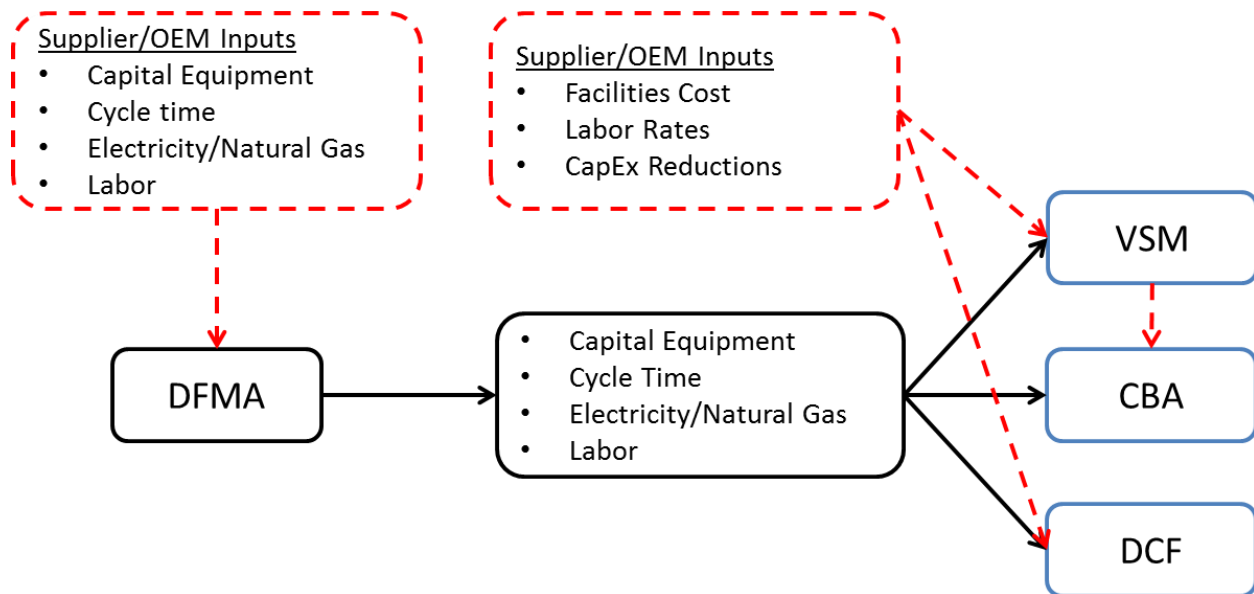 Supplier/OEM Inputs
• Capital Equipment
• Cycle time
• Electricity/Natural Gas
• Labor
Supplier/OEM Inputs
• Facilities Cost
• Labor Rates
• CapEx Reductions
DFMA
• Capital Equipment
• Cycle Time
• Electricity/Natural Gas
• Labor
VSM
CBA
DCF